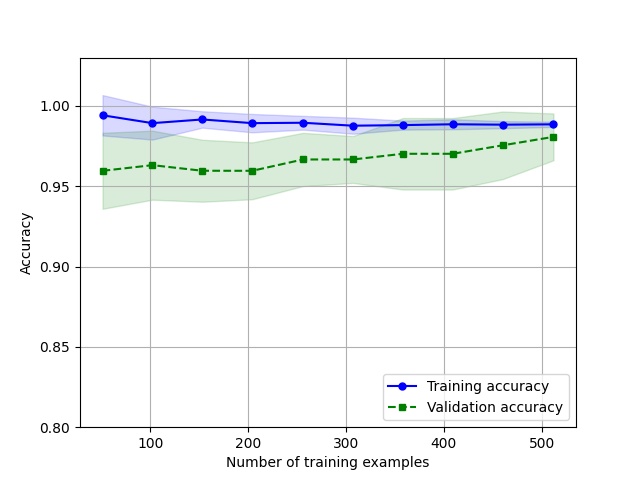 1.00
0.95
0.90
0.85
0.80
Accuracy
100
200
300
400
500
Number of training examples
Training accuracy
Validation accuracy